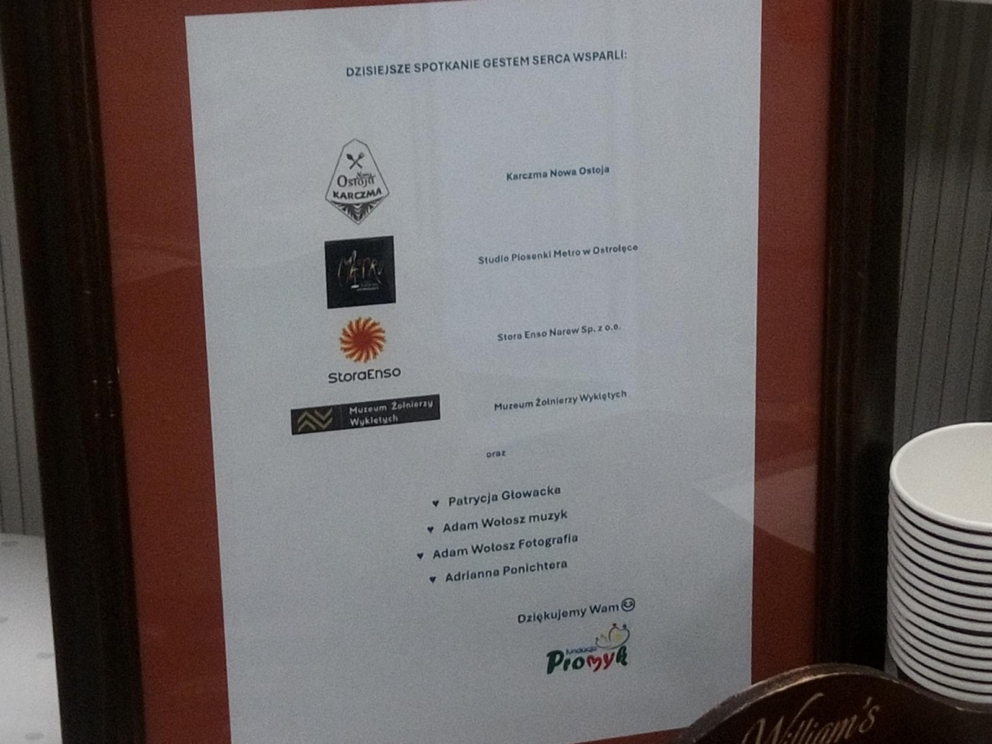 DZISIEJSZE SPOTKANIE GESTEM SERCA WSPARLI:
Nowa
Ostoja
KARCZMA
Karczma Nowa Ostoja
Studio Piosenki Metro w Ostrołęce
Stora Enso Narew Sp. z o.o.
StoraEnso
Muzeum Żołnierzy
Wyklętych
Muzeum Żołnierzy Wyklętych
oraz
♥ Patrycja Głowacka
♥ Adam Wołosz muzyk
♥ Adam Wołosz Fotografia
♥ Adrianna Ponichtera
Dziękujemy Wam☺
fundacja
Promyk
William's